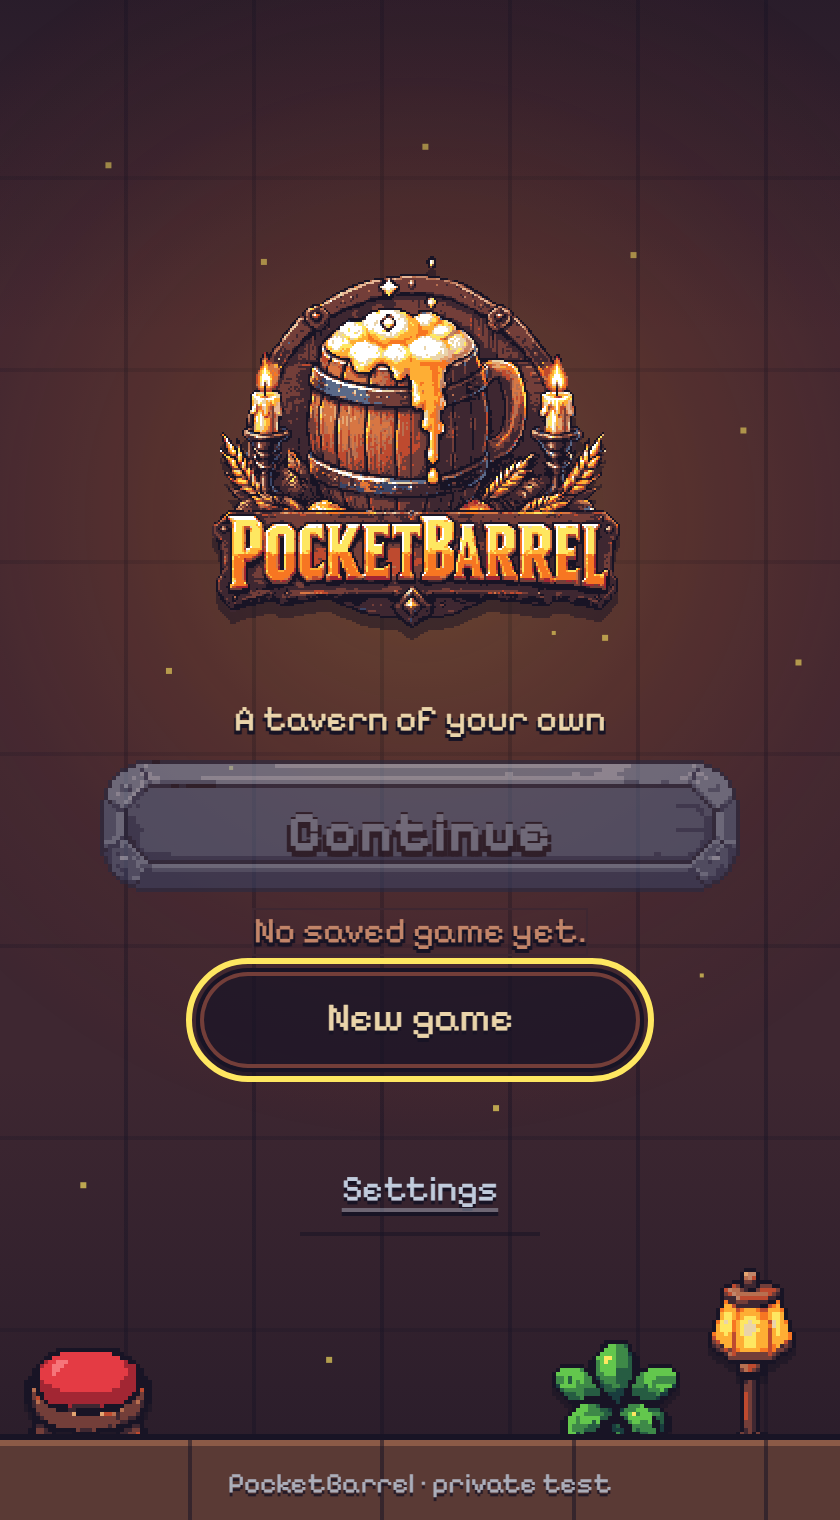 POCKETBARREL
A tavern of your own
Continue
No saved game yet.
New game
Settings
PocketBarrel · private test